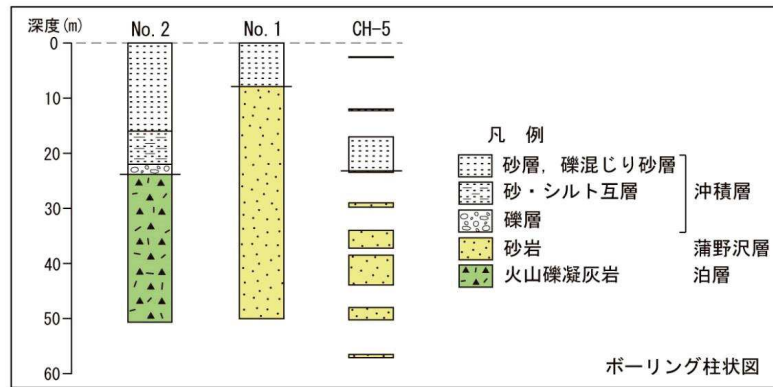 深度(m)
No. 2
No. 1
CH-5
0
10
20
30
40
50
60
凡 例
砂層，礫混じり砂層
砂・シルト互層
礫層
沖積層
砂岩
蒲野沢層
火山礫凝灰岩
泊層
ボーリング柱状図